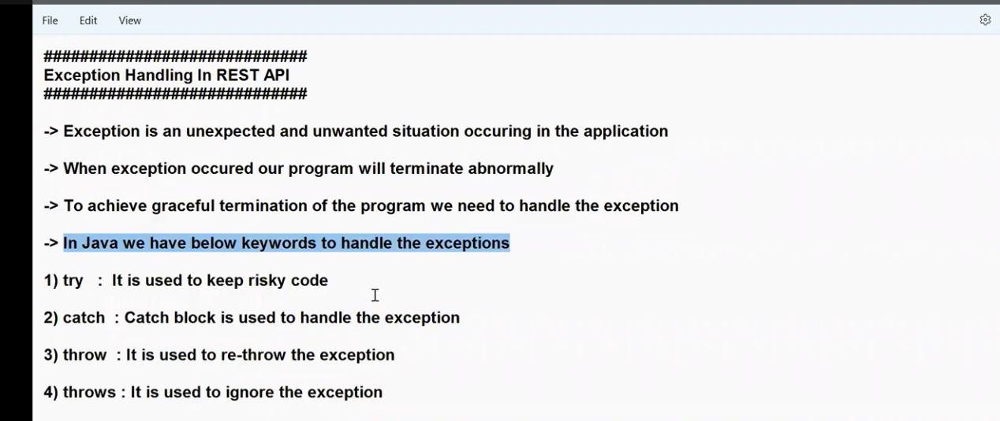 File Edit View
#############################
Exception Handling In REST API
#############################
-> Exception is an unexpected and unwanted situation occuring in the application
-> When exception occured our program will terminate abnormally
-> To achieve graceful termination of the program we need to handle the exception
-> In Java we have below keywords to handle the exceptions
1) try : It is used to keep risky code
2) catch : Catch block is used to handle the exception
3) throw : It is used to re-throw the exception
4) throws : It is used to ignore the exception